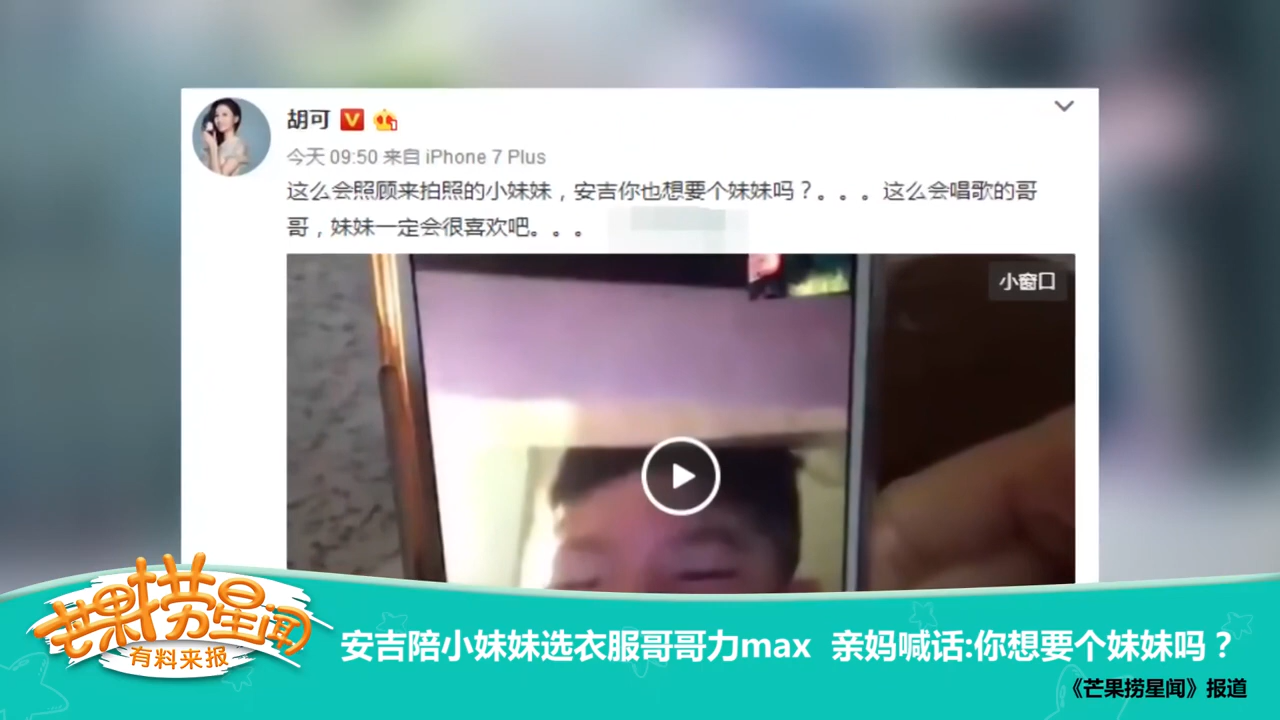 胡可
今天 09:50 来自 iPhone 7 Plus
这么会照顾来拍照的小妹妹，安吉你也想要个妹妹吗？。。。这么会唱歌的哥
哥，妹妹一定会很喜欢吧。。。
小窗口
芒果捞星闻
有料来报
安吉陪小妹妹选衣服哥哥力max 亲妈喊话:你想要个妹妹吗？
《芒果捞星闻》报道